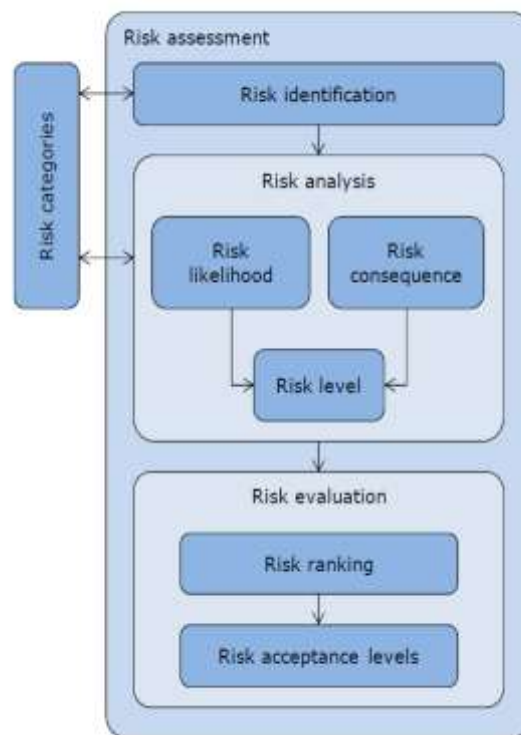 Risk assessment
Risk categories
Risk identification
Risk analysis
Risk
likelihood
Risk
consequence
Risk level
Risk evaluation
Risk ranking
Risk acceptance levels